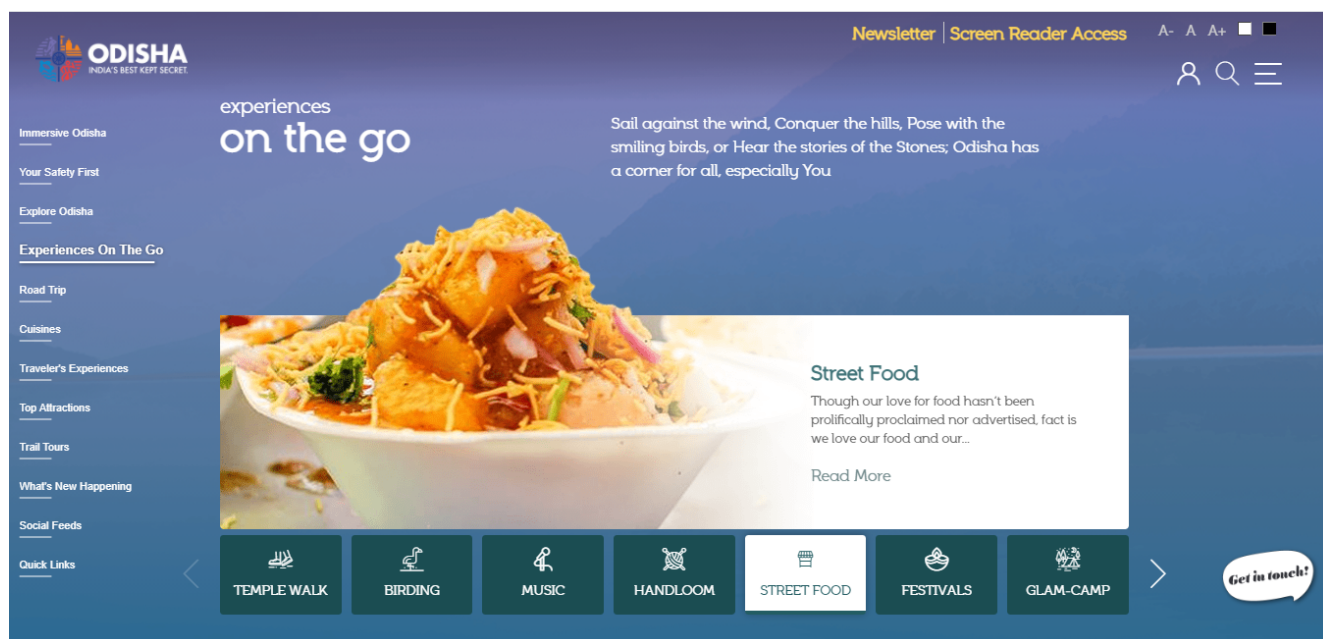 Newsletter | Screen Reader Access A- A A+
ODISHA
INDIA'S BEST KEPT SECRET.
experiences
on the go
Sail against the wind, Conquer the hills, Pose with the
smiling birds, or Hear the stories of the Stones; Odisha has
a corner for all, especially You
Immersive Odisha
Your Safety First
Explore Odisha
Experiences On The Go
Road Trip
Cuisines
Traveler's Experiences
Top Attractions
Trail Tours
What's New Happening
Social Feeds
Quick Links
Street Food
Though our love for food hasn't been
prolifically proclaimed nor advertised, fact is
we love our food and our...
Read More
TEMPLE WALK
BIRDING
MUSIC
HANDLOOM
STREET FOOD
FESTIVALS
GLAM-CAMP
Get in touch!